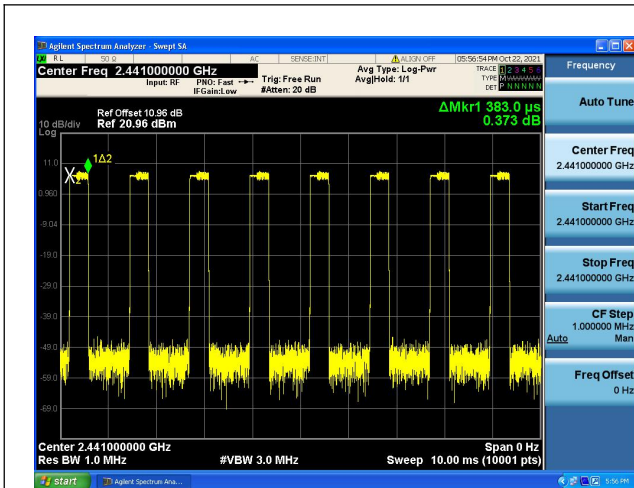 Agilent Spectrum Analyzer - Swept SA
RL 50 Ω AC SENSE:INT ALIGN OFF 05:56:54 PM Oct 22, 2021
Center Freq 2.441000000 GHz
Input: RF PNO: Fast IFGain:Low
Trig: Free Run #Atten: 20 dB
Avg Type: Log-Pwr Avg|Hold: 1/1
TRACE 1 2 3 4 5 6
TYPE M
DET P N N N N N
Frequency
Auto Tune
ΔMkr1 383.0 µs
0.373 dB
Ref Offset 10.96 dB
10 dB/div Ref 20.96 dBm
Log
1Δ2
X2
11.0
0.960
-9.04
-19.0
-29.0
-39.0
-49.0
-59.0
-69.0
Center Freq
2.441000000 GHz
Start Freq
2.441000000 GHz
Stop Freq
2.441000000 GHz
CF Step
1.000000 MHz
Auto Man
Freq Offset
0 Hz
Center 2.441000000 GHz Span 0 Hz
Res BW 1.0 MHz #VBW 3.0 MHz Sweep 10.00 ms (10001 pts)
start Agilent Spectrum Ana... 5:56 PM